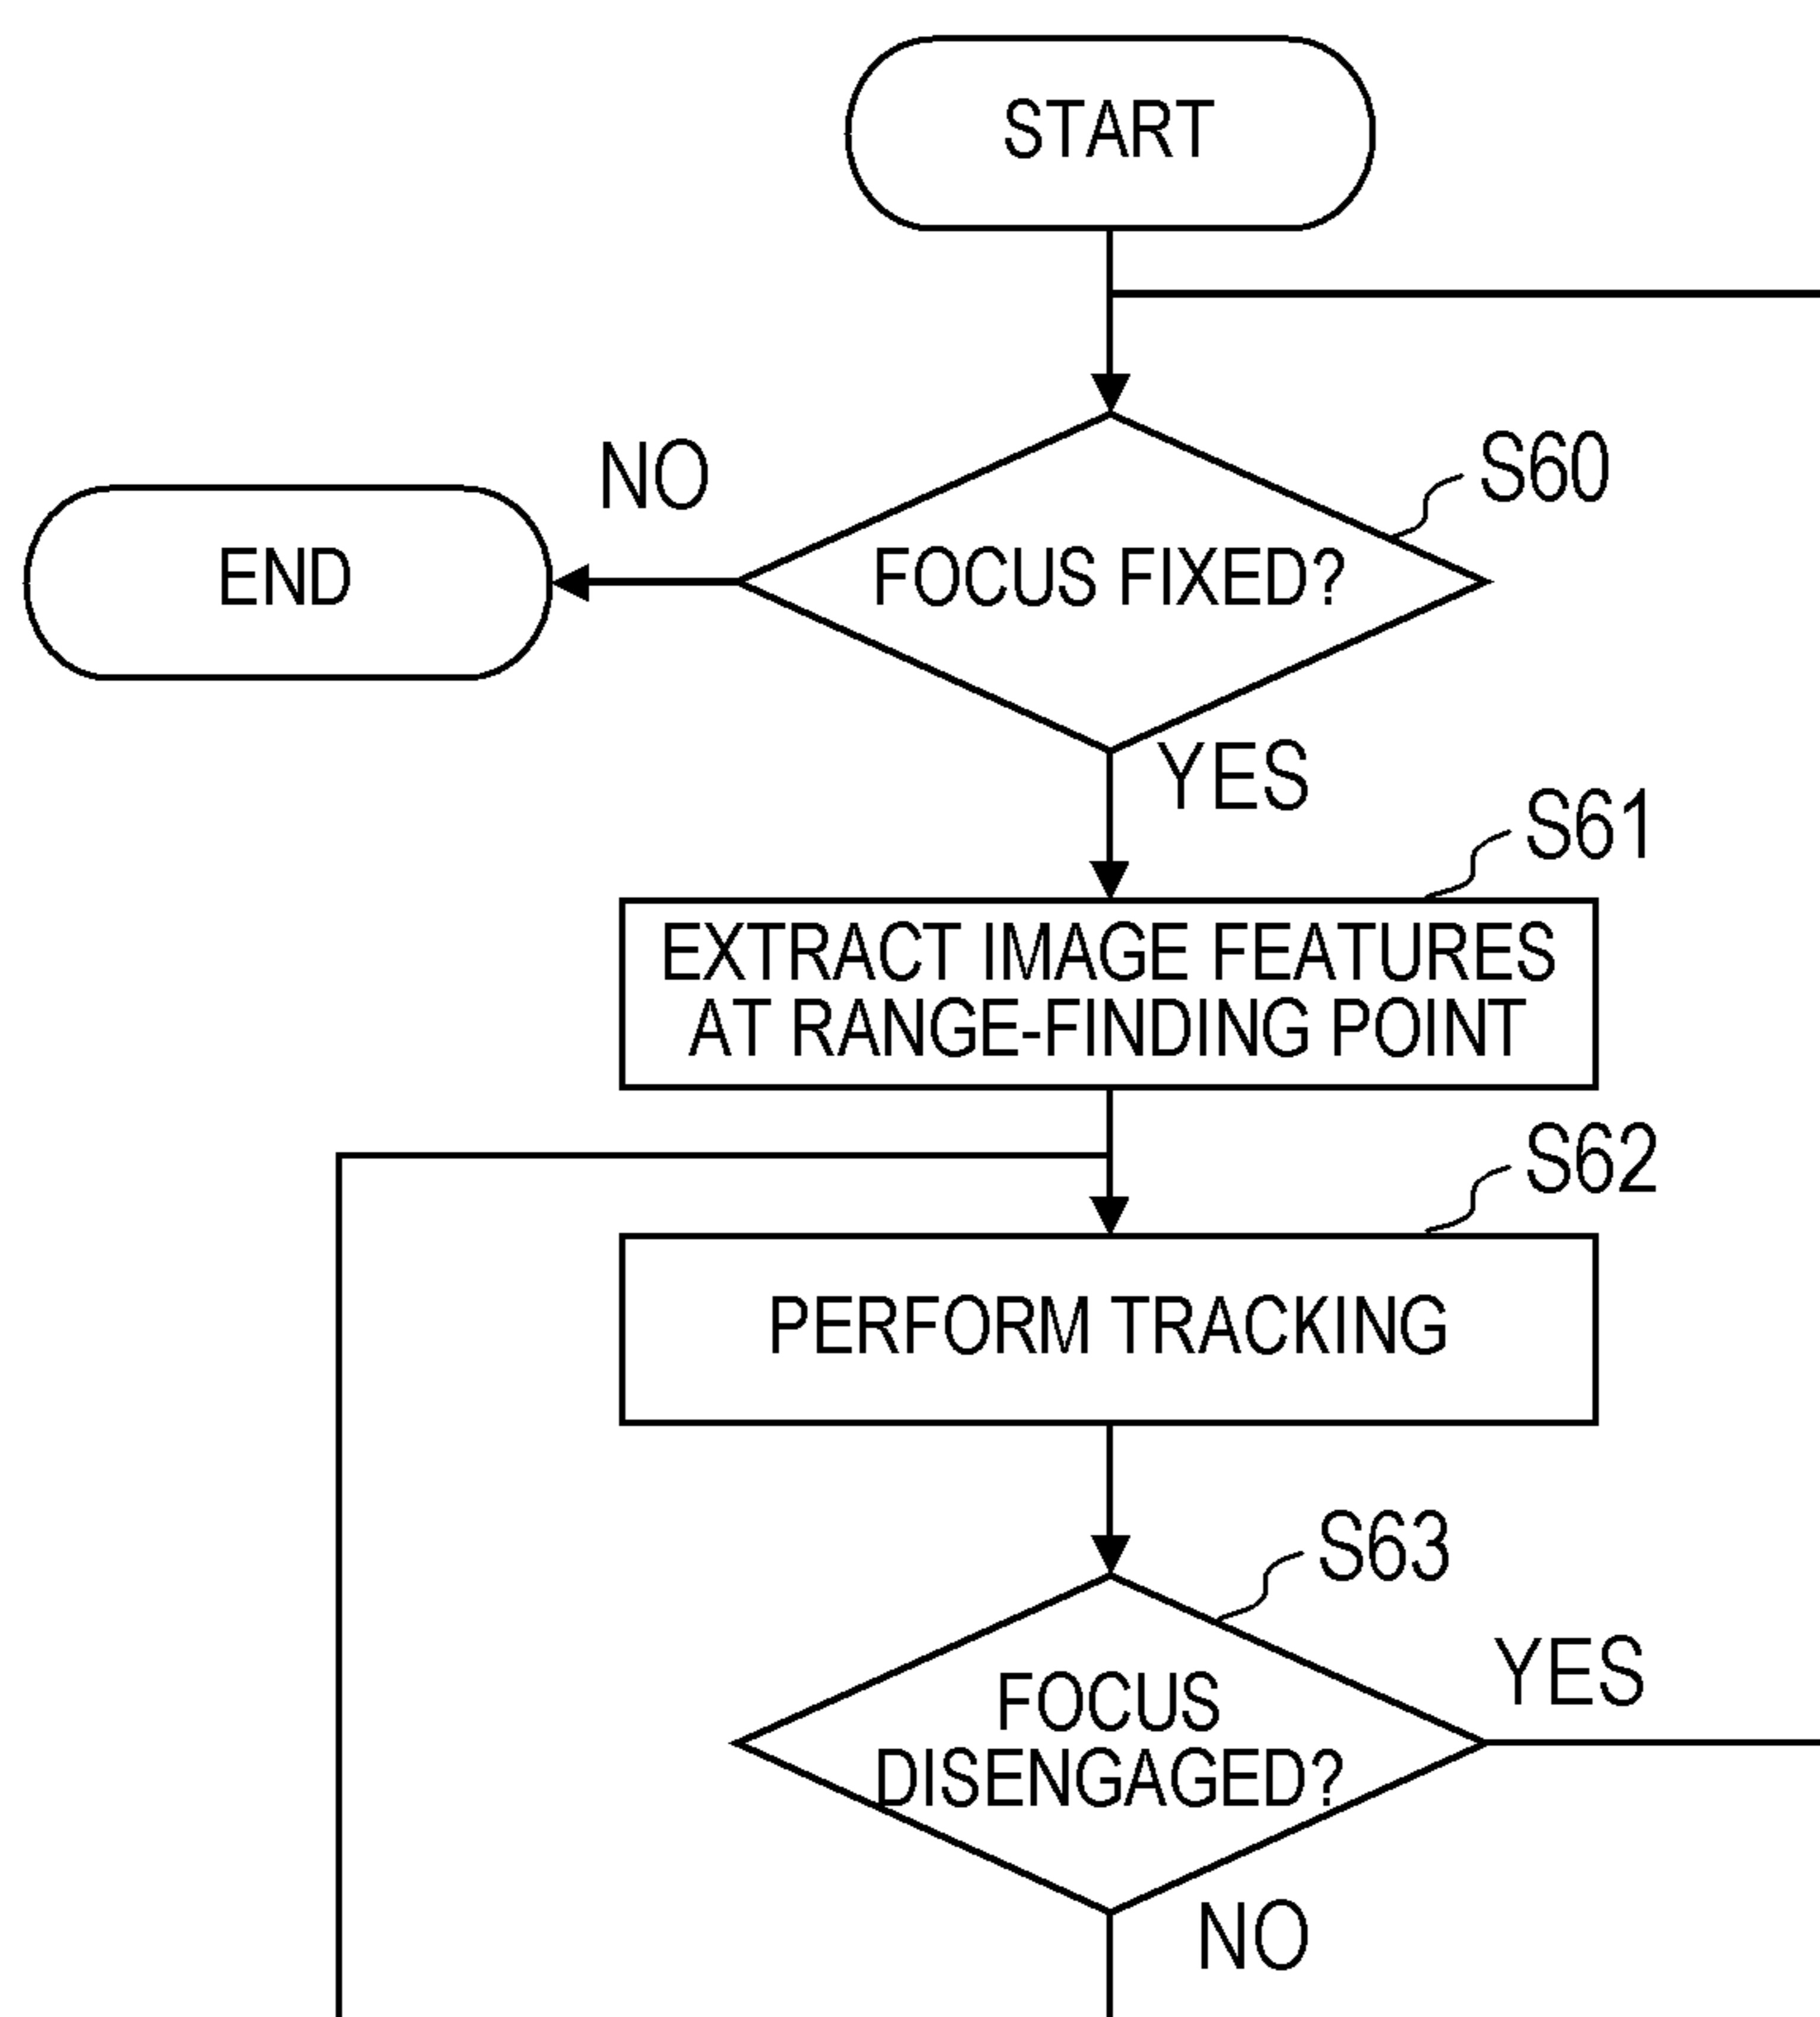 START
NO
S60
END
FOCUS FIXED?
YES
S61
EXTRACT IMAGE FEATURES
AT RANGE-FINDING POINT
S62
PERFORM TRACKING
S63
YES
FOCUS
DISENGAGED?
NO